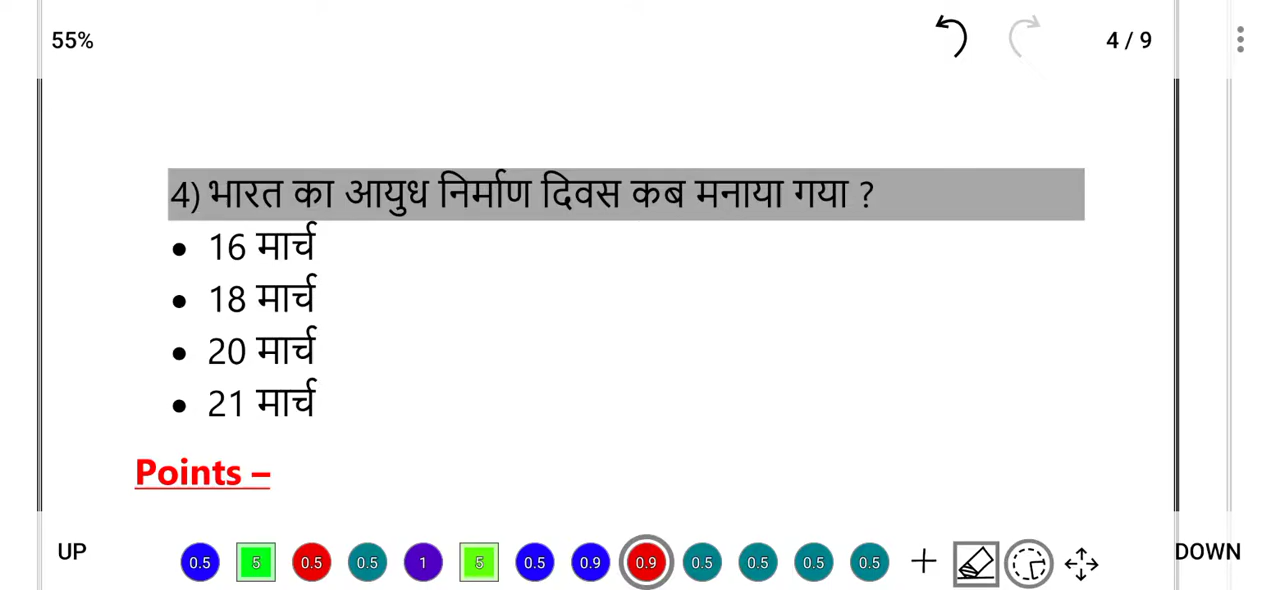 55%
4 / 9
4) भारत का आयुध निर्माण दिवस कब मनाया गया ?
• 16 मार्च
• 18 मार्च
• 20 मार्च
• 21 मार्च
Points –
UP
0.5 5 0.5 0.5 1 5 0.5 0.9 0.9 0.5 0.5 0.5 0.5
DOWN